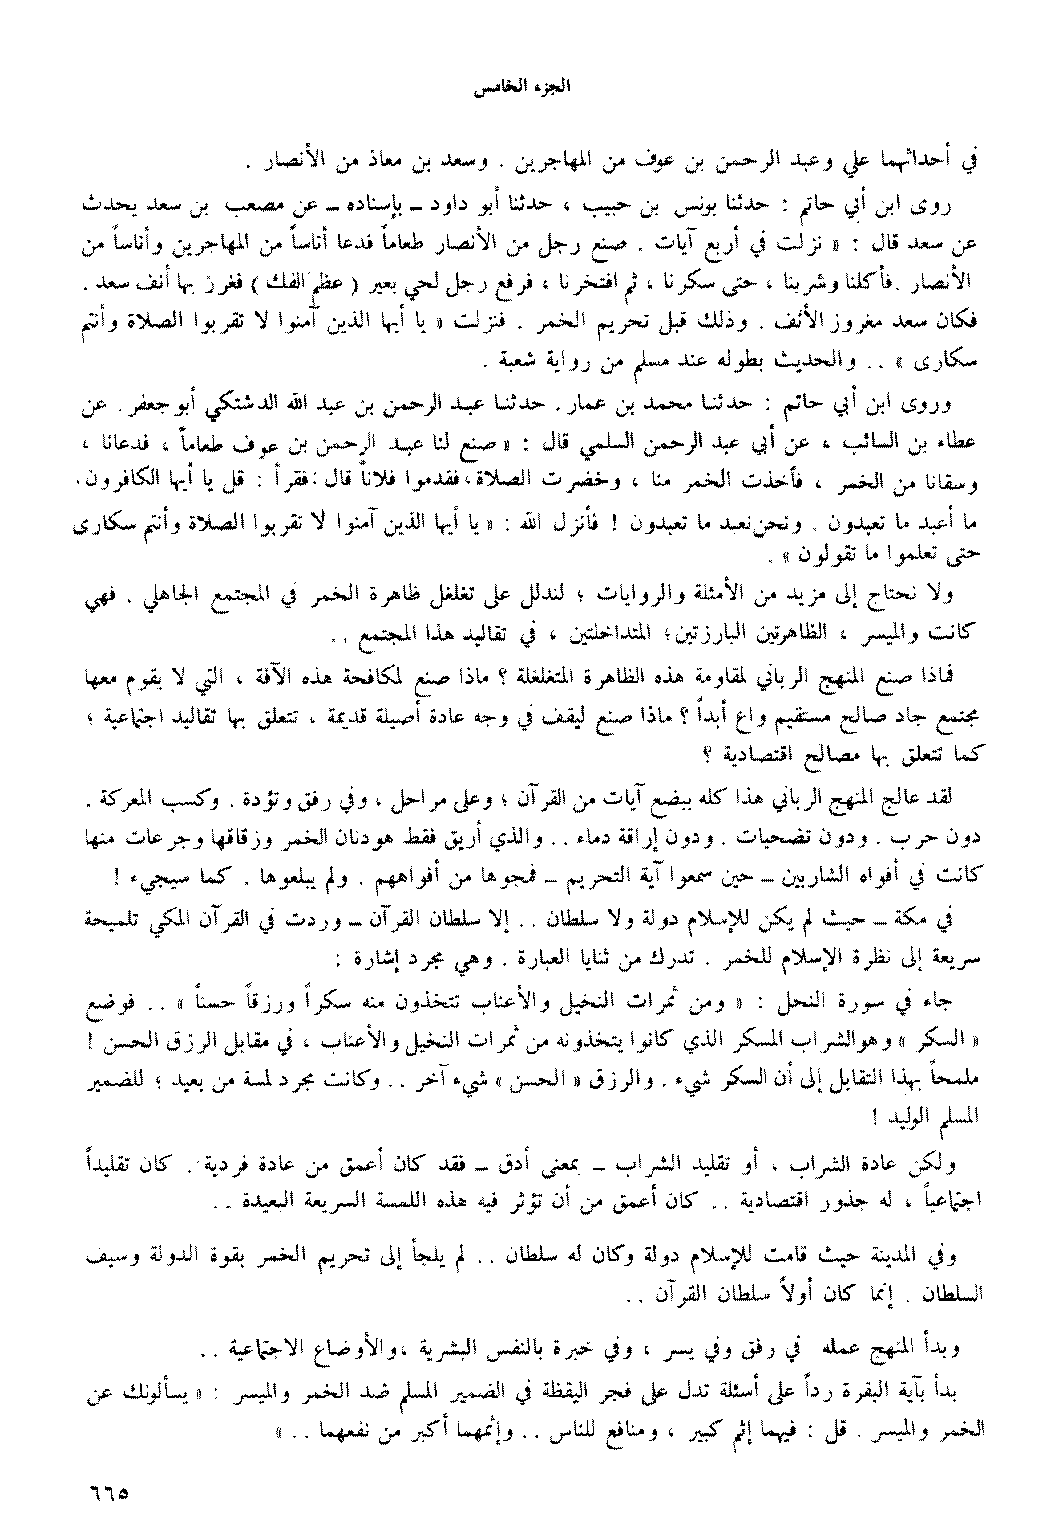 الجزء الخامس
في أحداثهما علي وعبد الرحمن بن عوف من المهاجرين . وسعد بن معاذ من الأنصار .
روى ابن أبي حاتم : حدثنا يونس بن حبيب ، حدثنا أبو داود ــ بإسناده ــ عن مصعب بن سعد يحدث
عن سعد قال : « نزلت في أربع آيات . صنع رجل من الأنصار طعاماً فدعا أناساً من المهاجرين وأناساً من
الأنصار . فأكلنا وشربنا ، حتى سكرنا ، ثم افتخرنا ، فرفع رجل لحي بعير ( عظم الفك ) فغرز بها أنف سعد .
فكان سعد مغروز الأنف . وذلك قبل تحريم الخمر . فنزلت « يا أيها الذين آمنوا لا تقربوا الصلاة وأنتم
سكارى » .. والحديث بطوله عند مسلم من رواية شعبة .
وروى ابن أبي حاتم : حدثنا محمد بن عمار . حدثنا عبد الرحمن بن عبد الله الدشتكي أبو جعفر . عن
عطاء بن السائب ، عن أبي عبد الرحمن السلمي قال : « صنع لنا عبد الرحمن بن عوف طعاماً ، فدعانا ،
وسقانا من الخمر ، فأخذت الخمر منا ، وحضرت الصلاة ، فقدموا فلاناً قال : فقرأ : قل يا أيها الكافرون .
ما أعبد ما تعبدون . ونحن نعبد ما تعبدون ! فأنزل الله : « يا أيها الذين آمنوا لا تقربوا الصلاة وأنتم سكارى
حتى تعلموا ما تقولون » .
ولا نحتاج إلى مزيد من الأمثلة والروايات ؛ لندلل على تغلغل ظاهرة الخمر في المجتمع الجاهلي . فهي
كانت والميسر ، الظاهرتين البارزتين ؛ المتداخلتين ، في تقاليد هذا المجتمع ..
فماذا صنع المنهج الرباني لمقاومة هذه الظاهرة المتغلغلة ؟ ماذا صنع لمكافحة هذه الآفة ، التي لا يقوم معها
مجتمع جاد صالح مستقيم واع أبداً ؟ ماذا صنع ليقف في وجه عادة أصيلة قديمة ، تتعلق بها تقاليد اجتماعية ؛
كما تتعلق بها مصالح اقتصادية ؟
لقد عالج المنهج الرباني هذا كله ببضع آيات من القرآن ؛ وعلى مراحل ، وفي رفق وتؤدة . وكسب المعركة .
دون حرب . ودون تضحيات . ودون إراقة دماء .. والذي أريق فقط هو دنان الخمر وزقاقها وجرعات منها
كانت في أفواه الشاربين ــ حين سمعوا آية التحريم ــ فمجوها من أفواههم . ولم يبلعوها . كما سيجيء !
في مكة ــ حيث لم يكن للإسلام دولة ولا سلطان .. إلا سلطان القرآن ــ وردت في القرآن المكي تلميحة
سريعة إلى نظرة الإسلام للخمر . تدرك من ثنايا العبارة . وهي مجرد إشارة :
جاء في سورة النحل : « ومن ثمرات النخيل والأعناب تتخذون منه سكراً ورزقاً حسناً » .. فوضع
« السكر » وهو الشراب المسكر الذي كانوا يتخذونه من ثمرات النخيل والأعناب ، في مقابل الرزق الحسن !
ملمحاً بهذا التقابل إلى أن السكر شيء . والرزق « الحسن » شيء آخر .. وكانت مجرد لمسة من بعيد ؛ للضمير
المسلم الوليد !
ولكن عادة الشراب ، أو تقليد الشراب ــ بمعنى أدق ــ فقد كان أعمق من عادة فردية . كان تقليداً
اجتماعياً ، له جذور اقتصادية .. كان أعمق من أن تؤثر فيه هذه اللمسة السريعة البعيدة ..
وفي المدينة حيث قامت للإسلام دولة وكان له سلطان .. لم يلجأ إلى تحريم الخمر بقوة الدولة وسيف
السلطان . إنما كان أولاً سلطان القرآن ..
وبدأ المنهج عمله في رفق وفي يسر ، وفي خبرة بالنفس البشرية ، والأوضاع الاجتماعية ..
بدأ بآية البقرة رداً على أسئلة تدل على فجر اليقظة في الضمير المسلم ضد الخمر والميسر : « يسألونك عن
الخمر والميسر . قل : فيهما إثم كبير ، ومنافع للناس .. وإثمهما أكبر من نفعهما .. »
٦٦٥